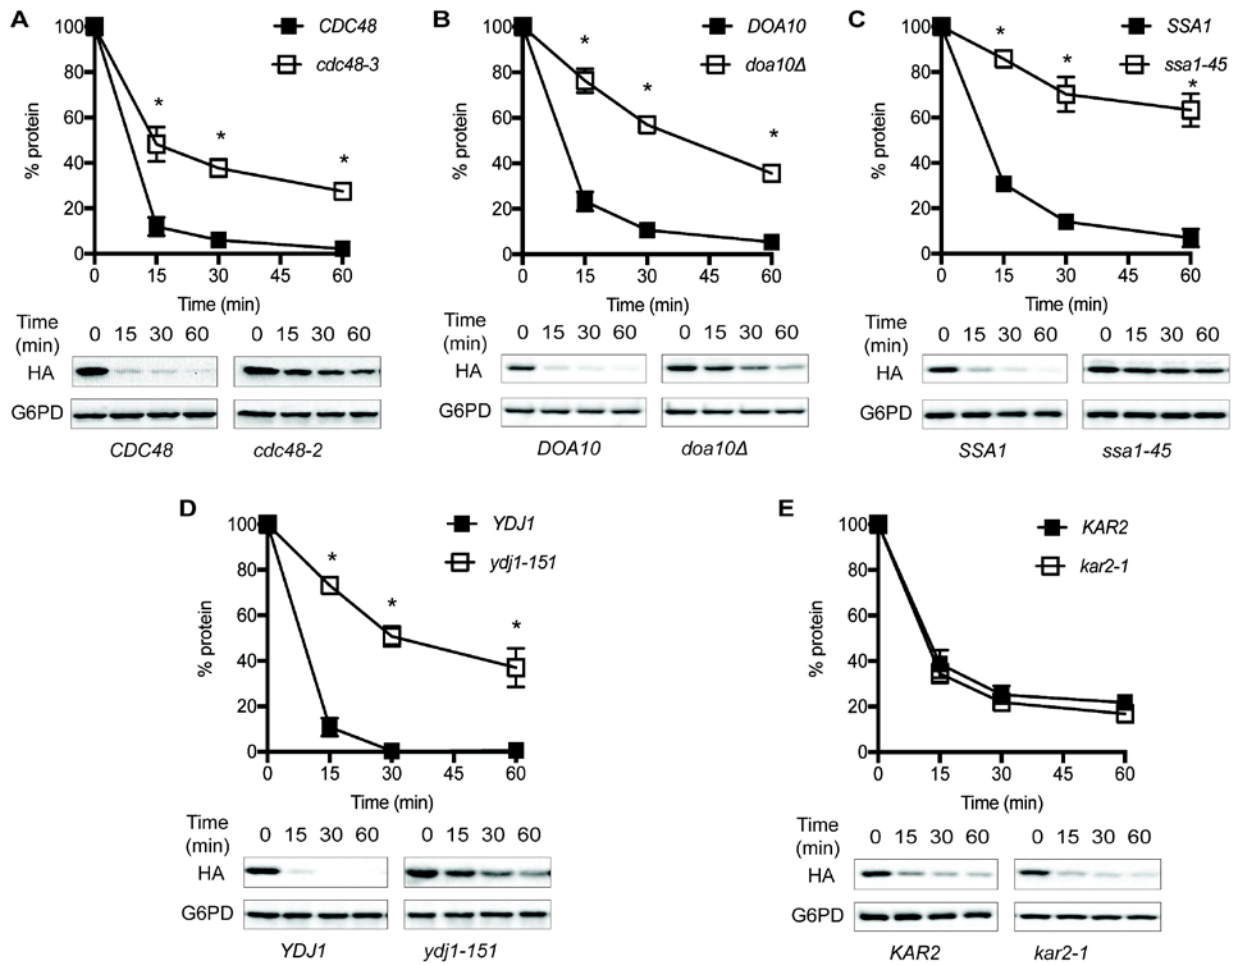 A
100
80
60
40
20
0
% protein
CDC48
cdc48-3
*
*
*
0 15 30 45 60
Time (min)
Time (min) 0 15 30 60 0 15 30 60
HA
G6PD
CDC48 cdc48-2
B
100
80
60
40
20
0
% protein
DOA10
doa10Δ
*
*
*
0 15 30 45 60
Time (min)
Time (min) 0 15 30 60 0 15 30 60
HA
G6PD
DOA10 doa10Δ
C
100
80
60
40
20
0
% protein
SSA1
ssa1-45
*
*
*
0 15 30 45 60
Time (min)
Time (min) 0 15 30 60 0 15 30 60
HA
G6PD
SSA1 ssa1-45
D
100
80
60
40
20
0
% protein
YDJ1
ydj1-151
*
*
*
0 15 30 45 60
Time (min)
Time (min) 0 15 30 60 0 15 30 60
HA
G6PD
YDJ1 ydj1-151
E
100
80
60
40
20
0
% protein
KAR2
kar2-1
0 15 30 45 60
Time (min)
Time (min) 0 15 30 60 0 15 30 60
HA
G6PD
KAR2 kar2-1